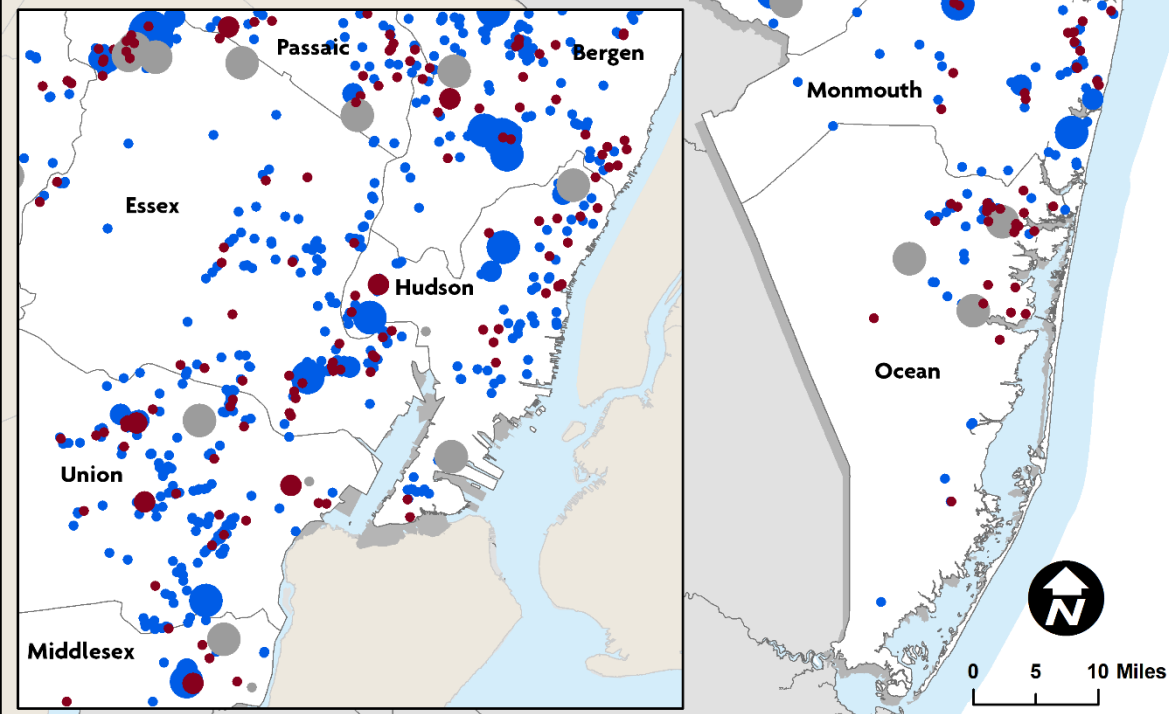 Passaic
Bergen
Essex
Hudson
Union
Middlesex
Monmouth
Ocean
N
0 5 10 Miles